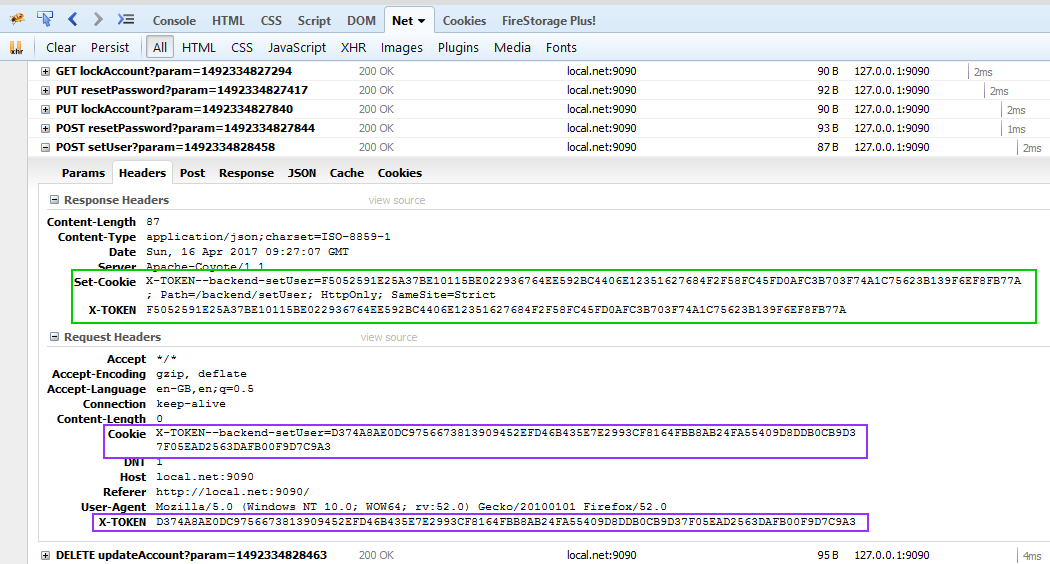 Console HTML CSS Script DOM Net Cookies FireStorage Plus!
xhr Clear Persist All HTML CSS JavaScript XHR Images Plugins Media Fonts
GET lockAccount?param=1492334827294 200 OK local.net:9090 90 B 127.0.0.1:9090 2ms
PUT resetPassword?param=1492334827417 200 OK local.net:9090 92 B 127.0.0.1:9090 2ms
PUT lockAccount?param=1492334827840 200 OK local.net:9090 90 B 127.0.0.1:9090 2ms
POST resetPassword?param=1492334827844 200 OK local.net:9090 93 B 127.0.0.1:9090 1ms
POST setUser?param=1492334828458 200 OK local.net:9090 87 B 127.0.0.1:9090 2ms
Params Headers Post Response JSON Cache Cookies
Response Headers view source
Content-Length 87
Content-Type application/json;charset=ISO-8859-1
Date Sun, 16 Apr 2017 09:27:07 GMT
Server Apache-Coyote/1.1
Set-Cookie X-TOKEN--backend-setUser=F5052591E25A37BE10115BE022936764EE592BC4406E12351627684F2F58FC45FD0AFC3B703F74A1C75623B139F6EF8FB77A
; Path=/backend/setUser; HttpOnly; SameSite=Strict
X-TOKEN F5052591E25A37BE10115BE022936764EE592BC4406E12351627684F2F58FC45FD0AFC3B703F74A1C75623B139F6EF8FB77A
Request Headers view source
Accept */*
Accept-Encoding gzip, deflate
Accept-Language en-GB,en;q=0.5
Connection keep-alive
Content-Length 0
Cookie X-TOKEN--backend-setUser=D374A8AE0DC9756673813909452EFD46B435E7E2993CF8164FBB8AB24FA55409D8DDB0CB9D3
7F05EAD2563DAFB00F9D7C9A3
DNT 1
Host local.net:9090
Referer http://local.net:9090/
User-Agent Mozilla/5.0 (Windows NT 10.0; WOW64; rv:52.0) Gecko/20100101 Firefox/52.0
X-TOKEN D374A8AE0DC9756673813909452EFD46B435E7E2993CF8164FBB8AB24FA55409D8DDB0CB9D37F05EAD2563DAFB00F9D7C9A3
DELETE updateAccount?param=1492334828463 200 OK local.net:9090 95 B 127.0.0.1:9090 4ms